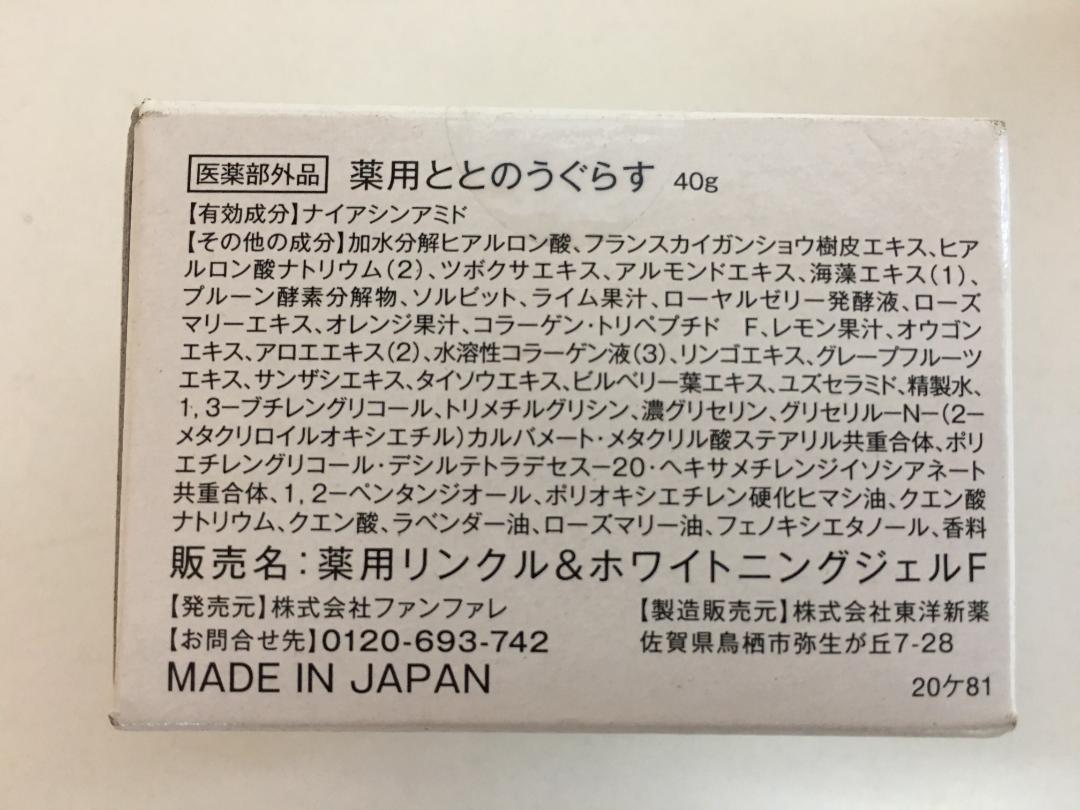 医薬部外品 薬用ととのうぐらす 40g
【有効成分】ナイアシンアミド
【その他の成分】加水分解ヒアルロン酸、フランスカイガンショウ樹皮エキス、ヒア
ルロン酸ナトリウム(2)、ツボクサエキス、アルモンドエキス、海藻エキス(1)、
プルーン酵素分解物、ソルビット、ライム果汁、ローヤルゼリー発酵液、ローズ
マリーエキス、オレンジ果汁、コラーゲン・トリペプチド F、レモン果汁、オウゴン
エキス、アロエエキス(2)、水溶性コラーゲン液(3)、リンゴエキス、グレープフルーツ
エキス、サンザシエキス、タイソウエキス、ビルベリー葉エキス、ユズセラミド、精製水、
1,3-ブチレングリコール、トリメチルグリシン、濃グリセリン、グリセリル-N-(2-
メタクリロイルオキシエチル)カルバメート・メタクリル酸ステアリル共重合体、ポリ
エチレングリコール・デシルテトラデセス-20・ヘキサメチレンジイソシアネート
共重合体、1,2-ペンタンジオール、ポリオキシエチレン硬化ヒマシ油、クエン酸
ナトリウム、クエン酸、ラベンダー油、ローズマリー油、フェノキシエタノール、香料
販売名:薬用リンクル&ホワイトニングジェルF
【発売元】株式会社ファンファレ 【製造販売元】株式会社東洋新薬
【お問合せ先】0120-693-742 佐賀県鳥栖市弥生が丘7-28
MADE IN JAPAN 20ケ81